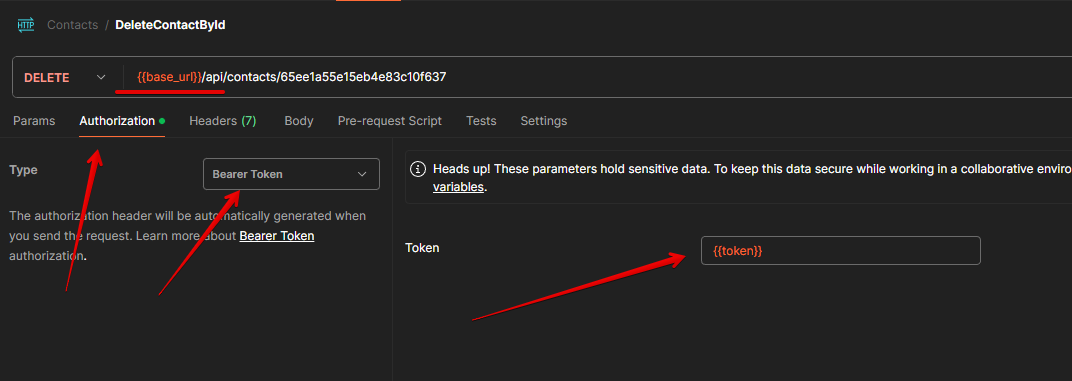 HTTP Contacts / DeleteContactById
DELETE {{base_url}}/api/contacts/65ee1a55e15eb4e83c10f637
Params Authorization Headers (7) Body Pre-request Script Tests Settings
Type Bearer Token
The authorization header will be automatically generated when
you send the request. Learn more about Bearer Token
authorization.
Heads up! These parameters hold sensitive data. To keep this data secure while working in a collaborative enviro
variables.
Token {{token}}